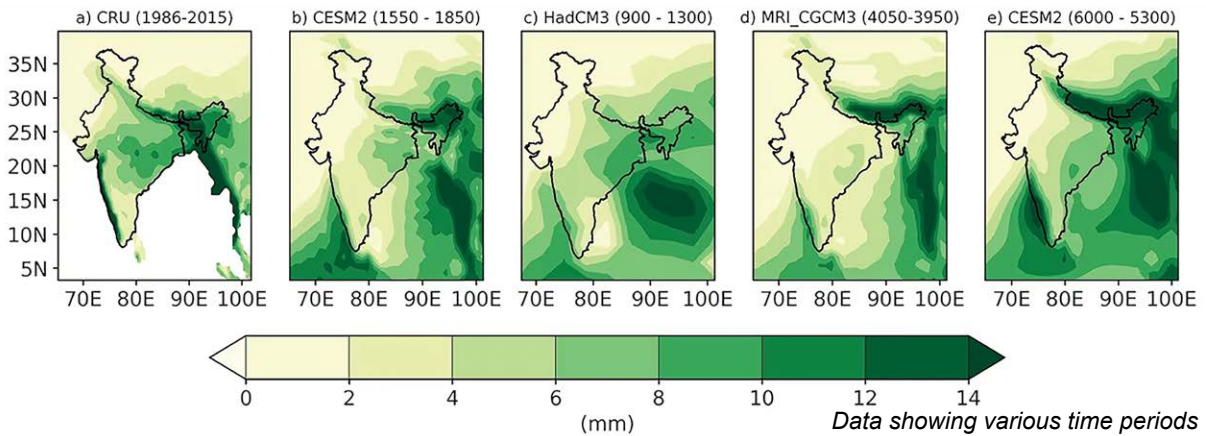 a) CRU (1986-2015) b) CESM2 (1550 - 1850) c) HadCM3 (900 - 1300) d) MRI_CGCM3 (4050-3950) e) CESM2 (6000 - 5300)
35N
30N
25N
20N
15N
10N
5N
70E 80E 90E 100E 70E 80E 90E 100E 70E 80E 90E 100E 70E 80E 90E 100E 70E 80E 90E 100E
0 2 4 6 8 10 12 14
(mm)
Data showing various time periods